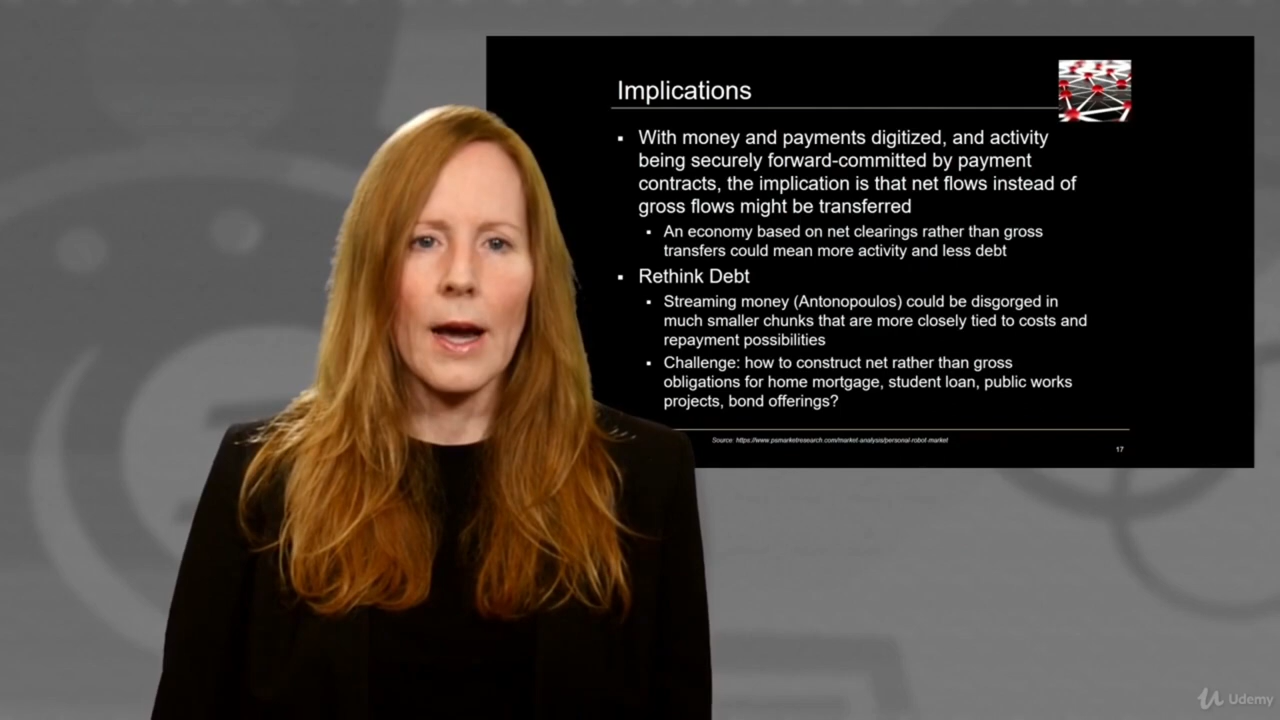 Implications
▪ With money and payments digitized, and activity
being securely forward-committed by payment
contracts, the implication is that net flows instead of
gross flows might be transferred
▪ An economy based on net clearings rather than gross
transfers could mean more activity and less debt
▪ Rethink Debt
▪ Streaming money (Antonopoulos) could be disgorged in
much smaller chunks that are more closely tied to costs and
repayment possibilities
▪ Challenge: how to construct net rather than gross
obligations for home mortgage, student loan, public works
projects, bond offerings?
Source: https://www.psmarketresearch.com/market-analysis/personal-robot-market
17
Udemy